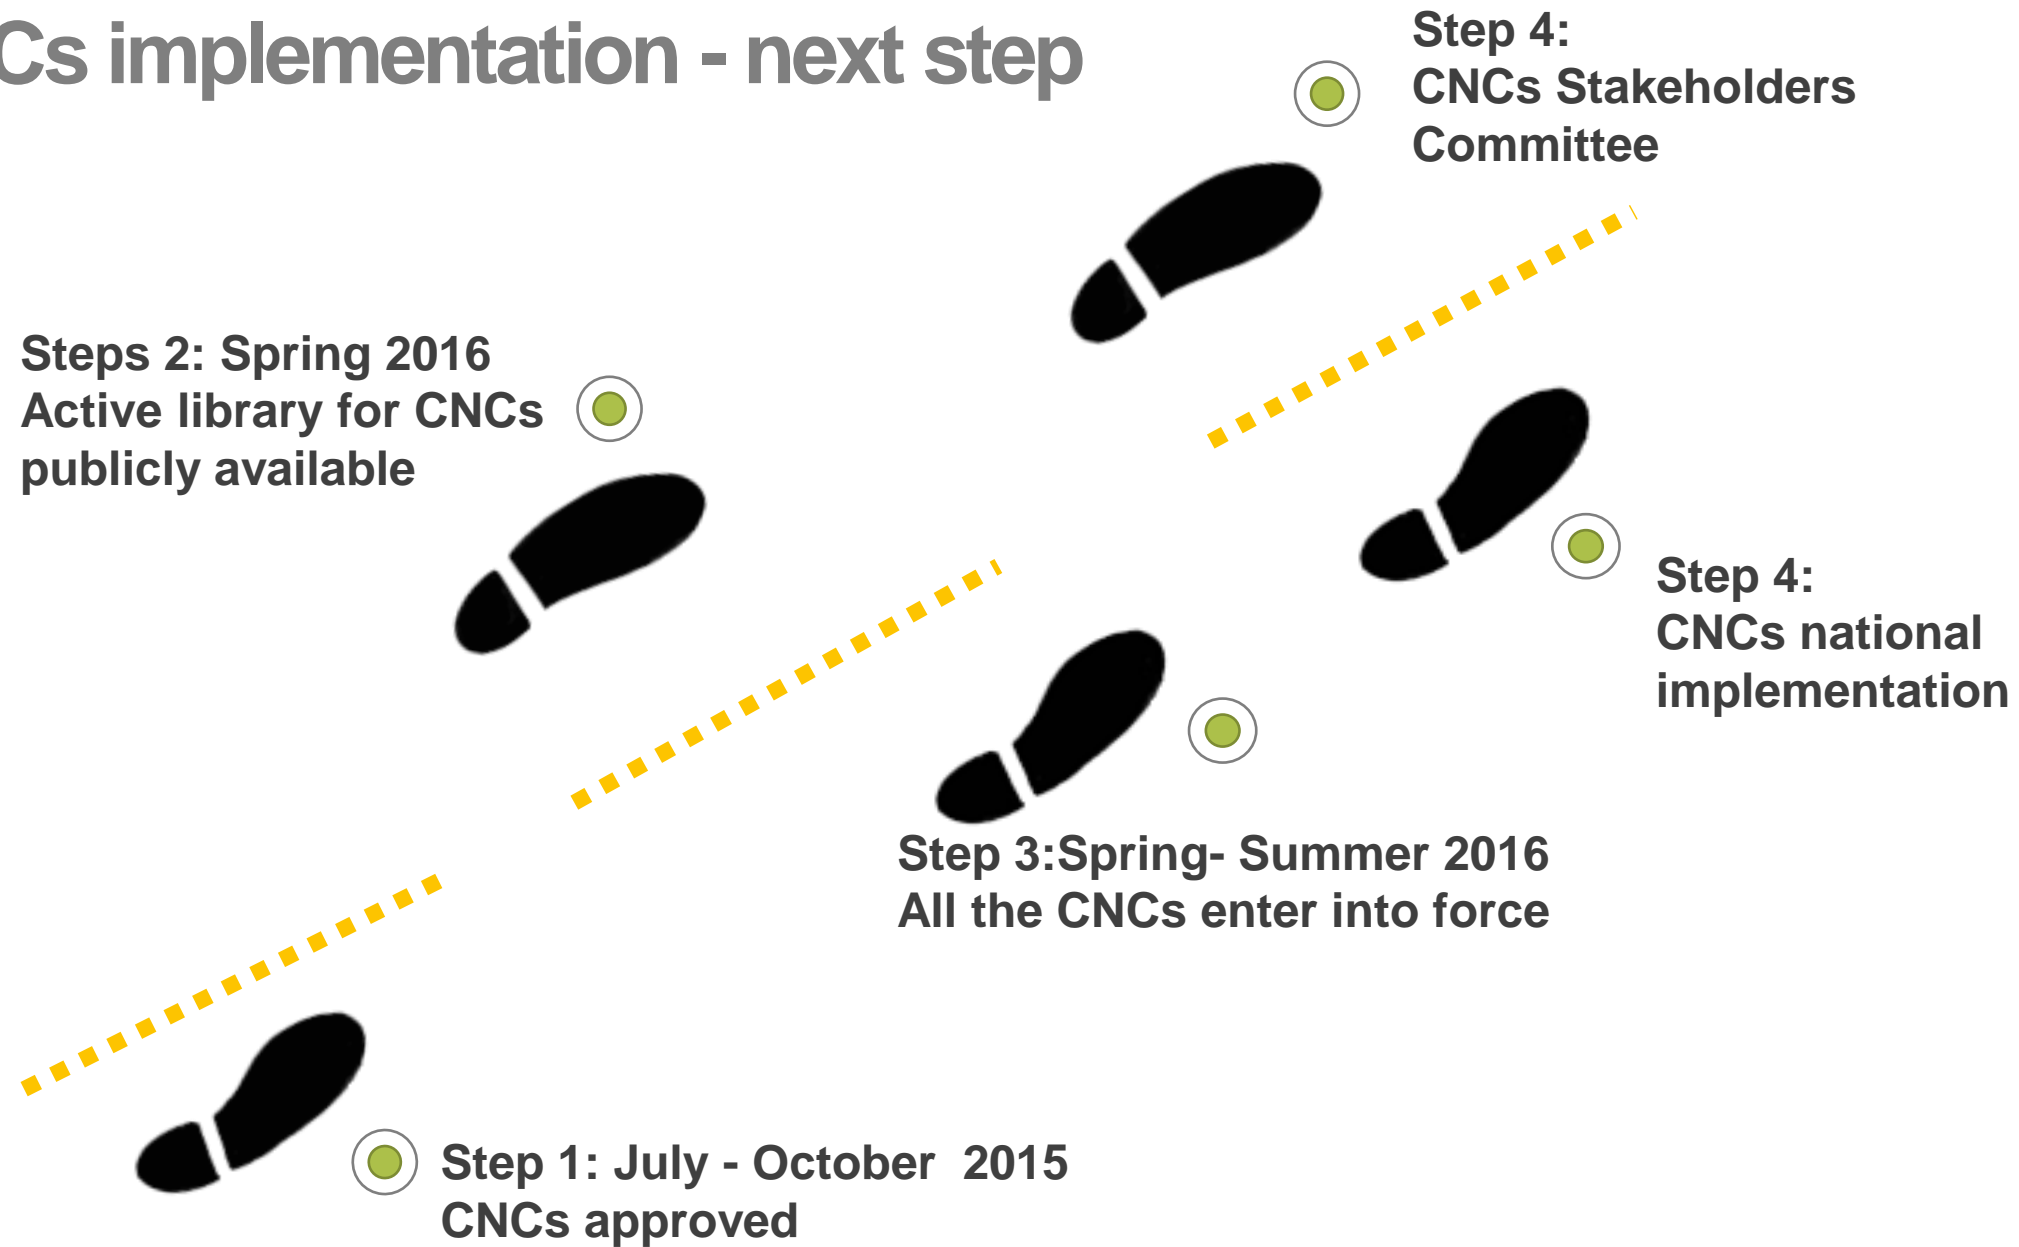 Cs implementation - next step
Step 4:
CNCs Stakeholders
Committee
Steps 2: Spring 2016
Active library for CNCs
publicly available
Step 4:
CNCs national
implementation
Step 3:Spring- Summer 2016
All the CNCs enter into force
Step 1: July - October  2015
CNCs approved